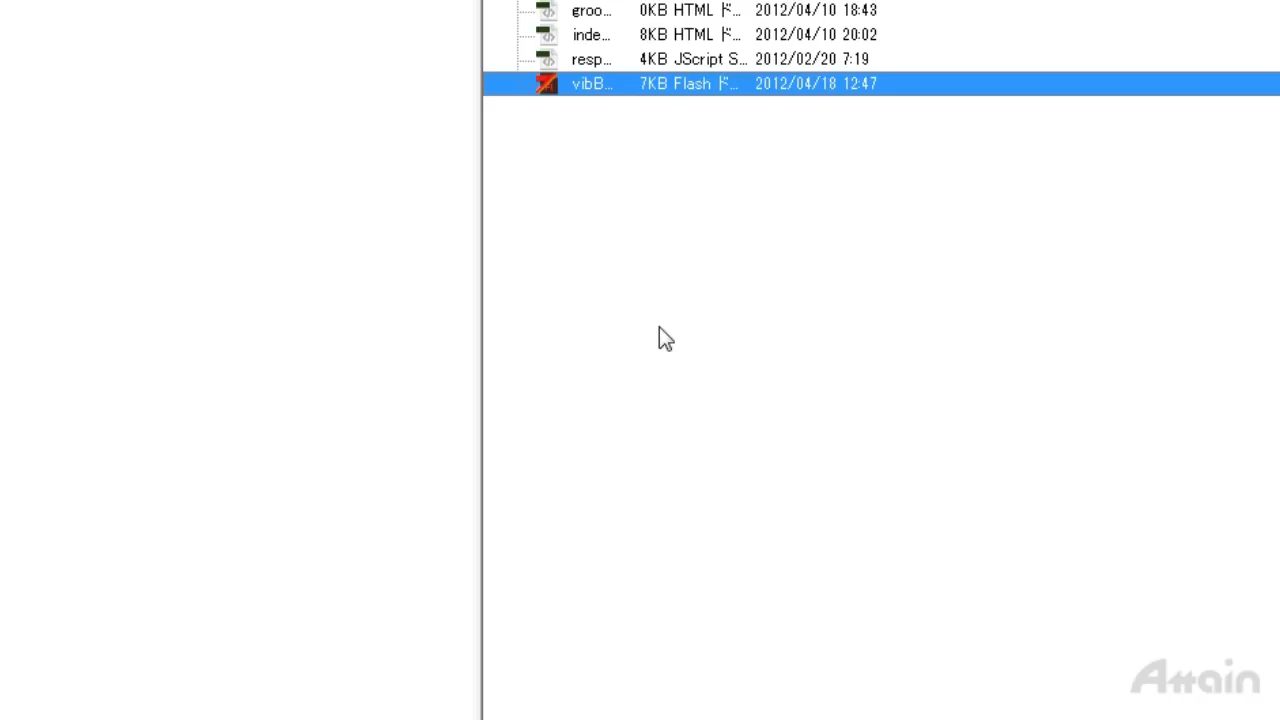 groo... 0KB HTML ド... 2012/04/10 18:43
inde... 8KB HTML ド... 2012/04/10 20:02
resp... 4KB JScript S... 2012/02/20 7:19
vibB... 7KB Flash ド... 2012/04/18 12:47
Attain